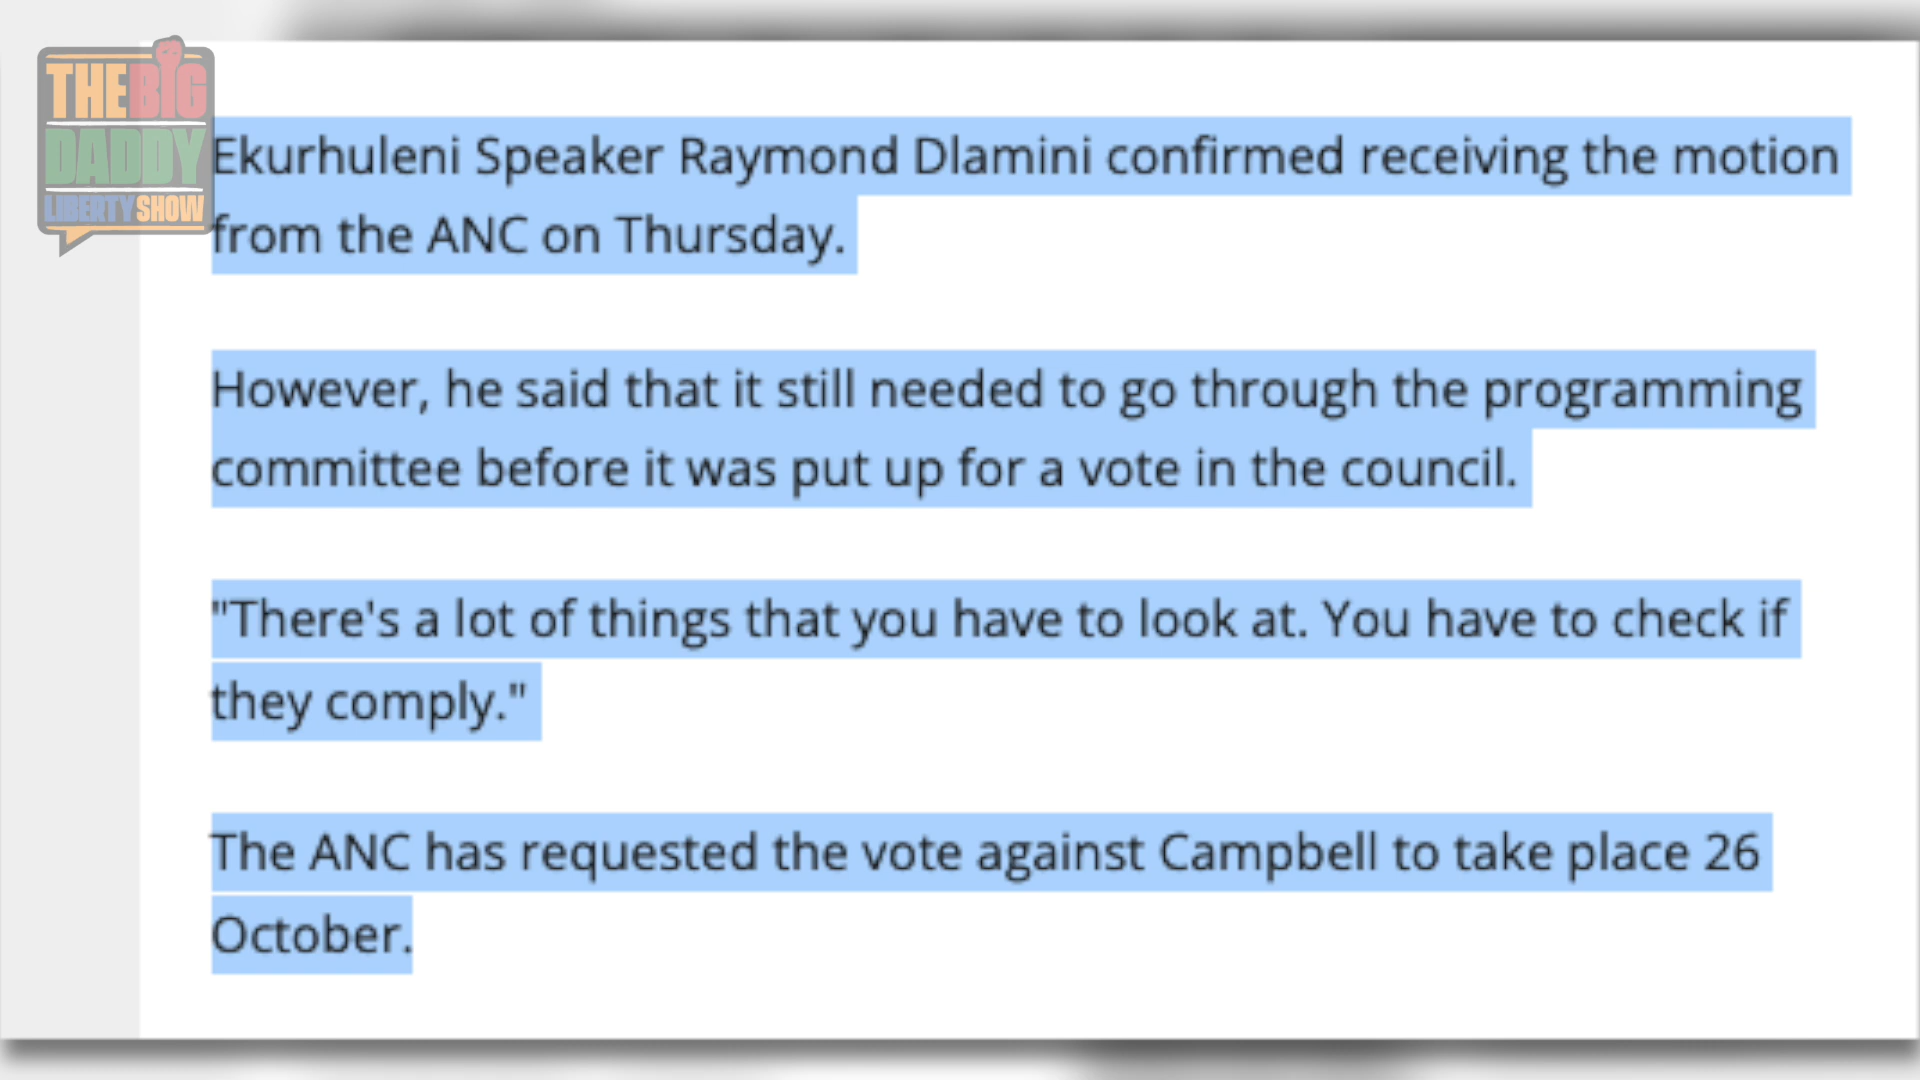 THE BIG
DADDY
LIBERTY SHOW
Ekurhuleni Speaker Raymond Dlamini confirmed receiving the motion
from the ANC on Thursday.
However, he said that it still needed to go through the programming
committee before it was put up for a vote in the council.
"There's a lot of things that you have to look at. You have to check if
they comply."
The ANC has requested the vote against Campbell to take place 26
October.